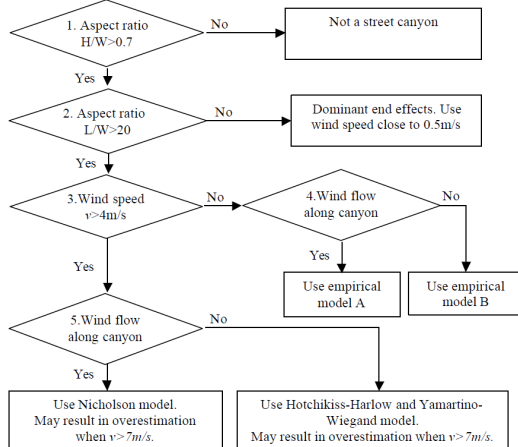 1. Aspect ratio
H/W>0.7
No
Not a street canyon
Yes
2. Aspect ratio
L/W>20
No
Dominant end effects. Use
wind speed close to 0.5m/s
Yes
3.Wind speed
v>4m/s
No
4.Wind flow
along canyon
No
Yes
Use empirical
model A
Use empirical
model B
Yes
5.Wind flow
along canyon
No
Yes
Use Nicholson model.
May result in overestimation
when v>7m/s.
Use Hotchikiss-Harlow and Yamartino-
Wiegand model.
May result in overestimation when v>7m/s.